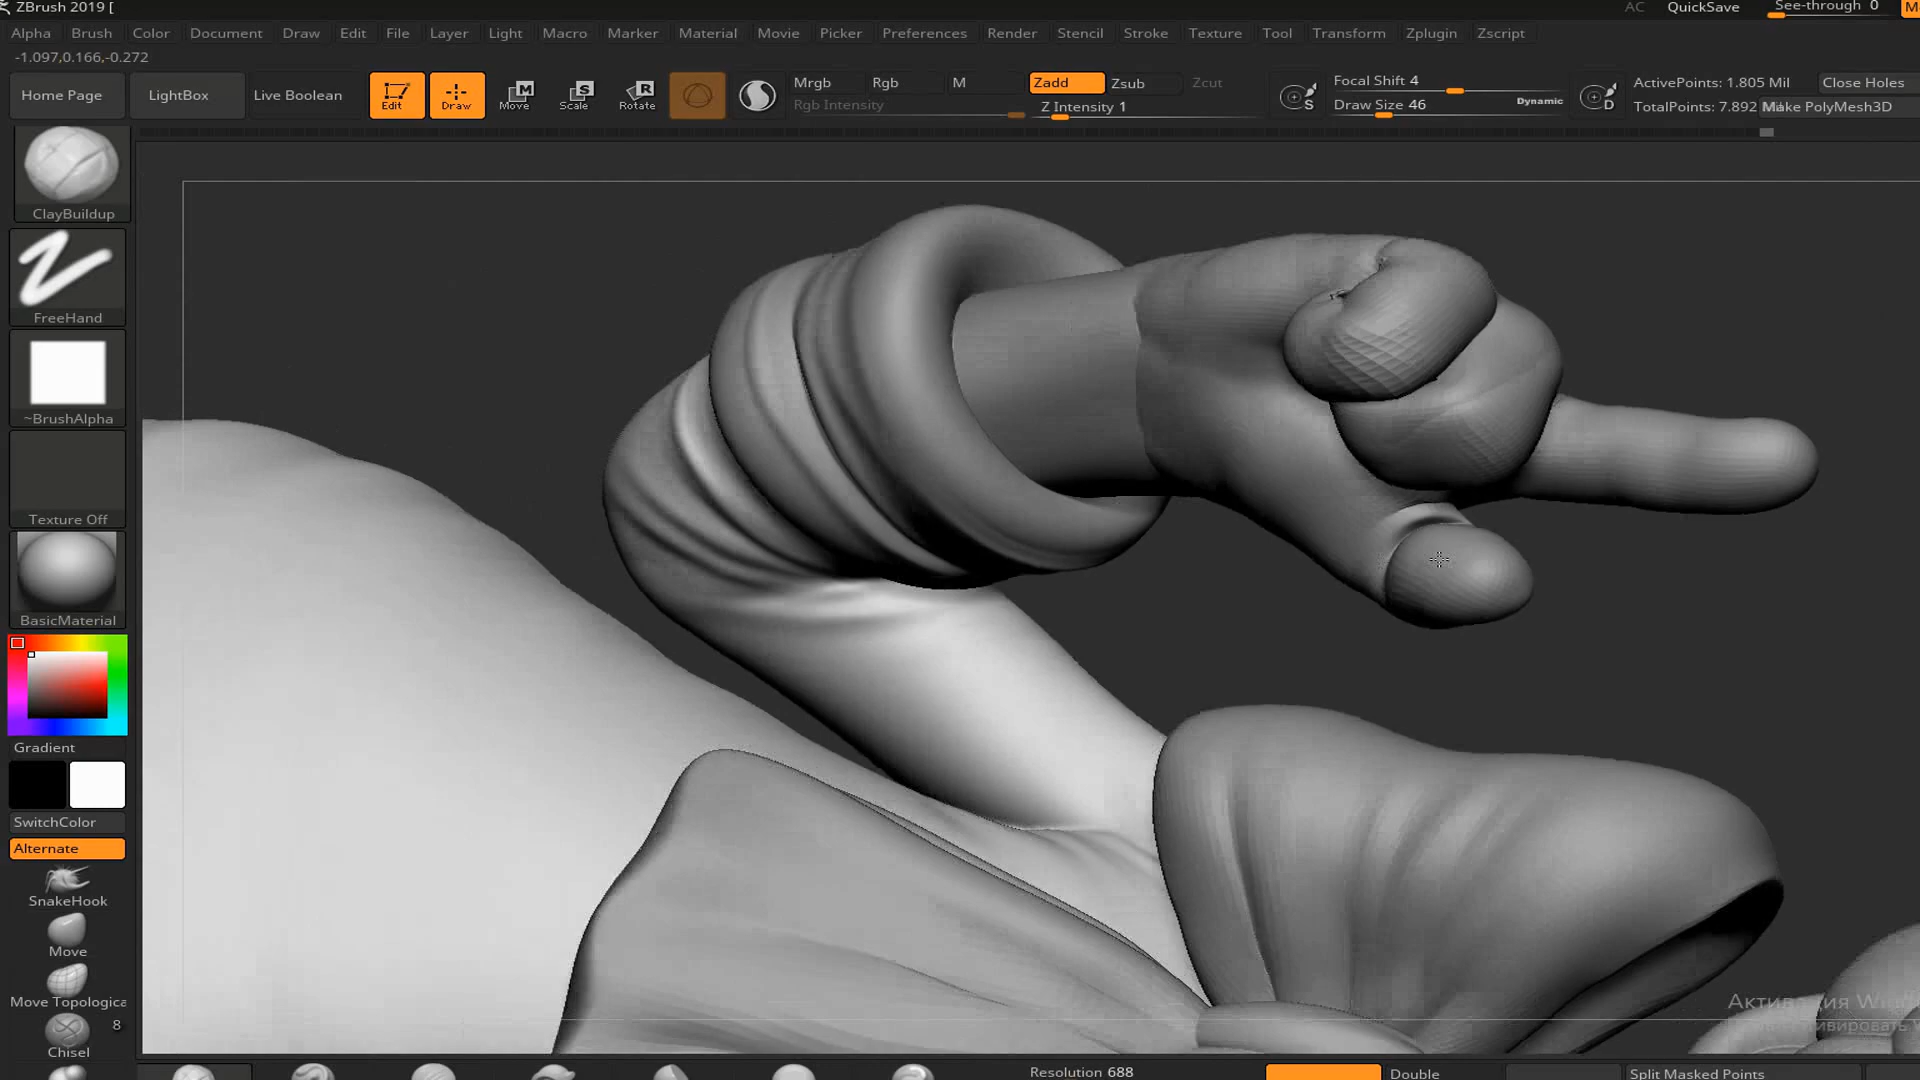 ZBrush 2019 [
AC QuickSave See-through 0
Alpha Brush Color Document Draw Edit File Layer Light Macro Marker Material Movie Picker Preferences Render Stencil Stroke Texture Tool Transform Zplugin Zscript
-1.097,0.166,-0.272
Home Page LightBox Live Boolean Edit Draw Move Scale Rotate
Mrgb Rgb M Zadd Zsub Zcut
Rgb Intensity Z Intensity 1
Focal Shift 4
Draw Size 46 Dynamic
ActivePoints: 1.805 Mil Close Holes
TotalPoints: 7.892 Make PolyMesh3D
ClayBuildup
FreeHand
~BrushAlpha
Texture Off
BasicMaterial
Gradient
SwitchColor
Alternate
SnakeHook
Move
Move Topologica
8
Chisel
Активация Win
Resolution 688
Double
Split Masked Points